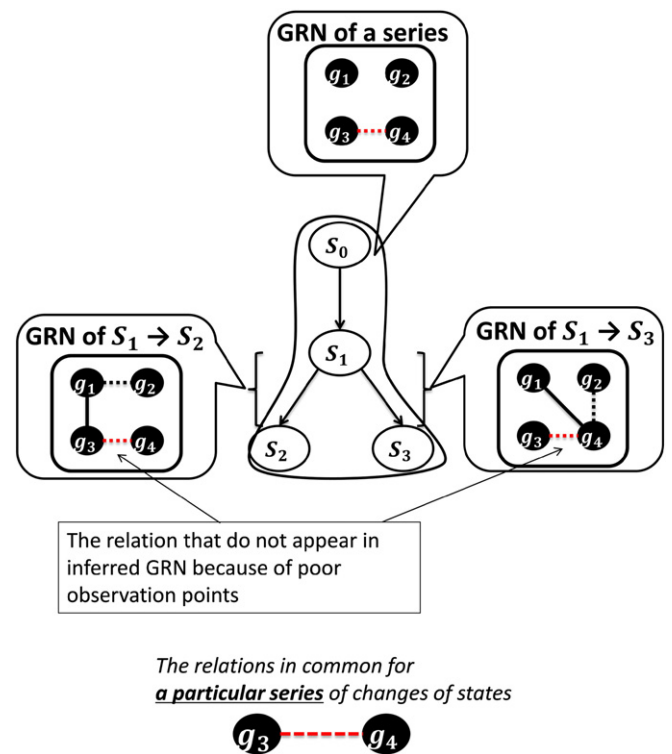 GRN of a series
g₁ g₂
g₃ g₄
S₀
GRN of S₁ → S₂
g₁ g₂
g₃ g₄
S₁
GRN of S₁ → S₃
g₁ g₂
g₃ g₄
S₂ S₃
The relation that do not appear in
inferred GRN because of poor
observation points
The relations in common for
a particular series of changes of states
g₃ g₄